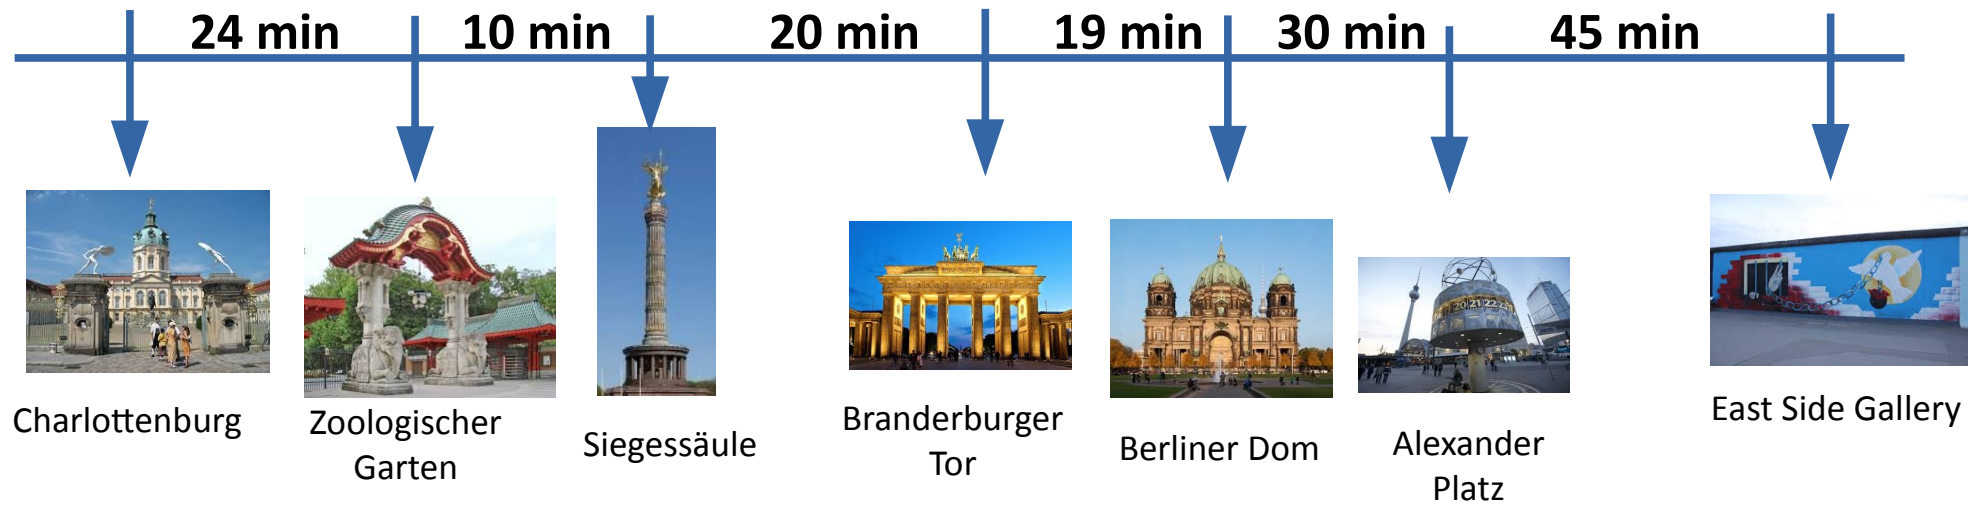 24 min
10 min
20 min
19 min
30 min
45 min
Charlottenburg
Zoologischer
Garten
Siegessäule
Branderburger
Tor
Berliner Dom
Alexander
Platz
East Side Gallery